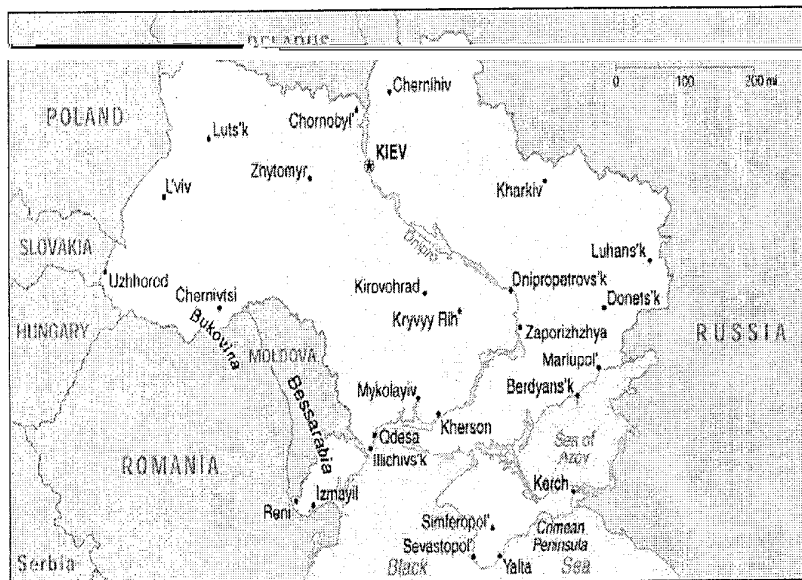 BELARUS
0 100 200 mi
Chernihiv
POLAND
Chornobyl'
Luts'k
KIEV
Zhytomyr
L'viv
Kharkiv
SLOVAKIA
Luhans'k
Uzhhorod
Kirovohrad
Dnipropetrovs'k
Chernivtsi
Donets'k
Kryvyy Rih
HUNGARY
Bukovina
Zaporizhzhya
RUSSIA
MOLDOVA
Mariupol'
Mykolayiv
Berdyans'k
Bessarabia
Kherson
Odesa
Sea of
Azov
Illichivs'k
ROMANIA
Kerch
Reni
Izmayil
Simferopol'
Crimean
Peninsula
Sevastopol'
Serbia
Black
Yalta
Sea